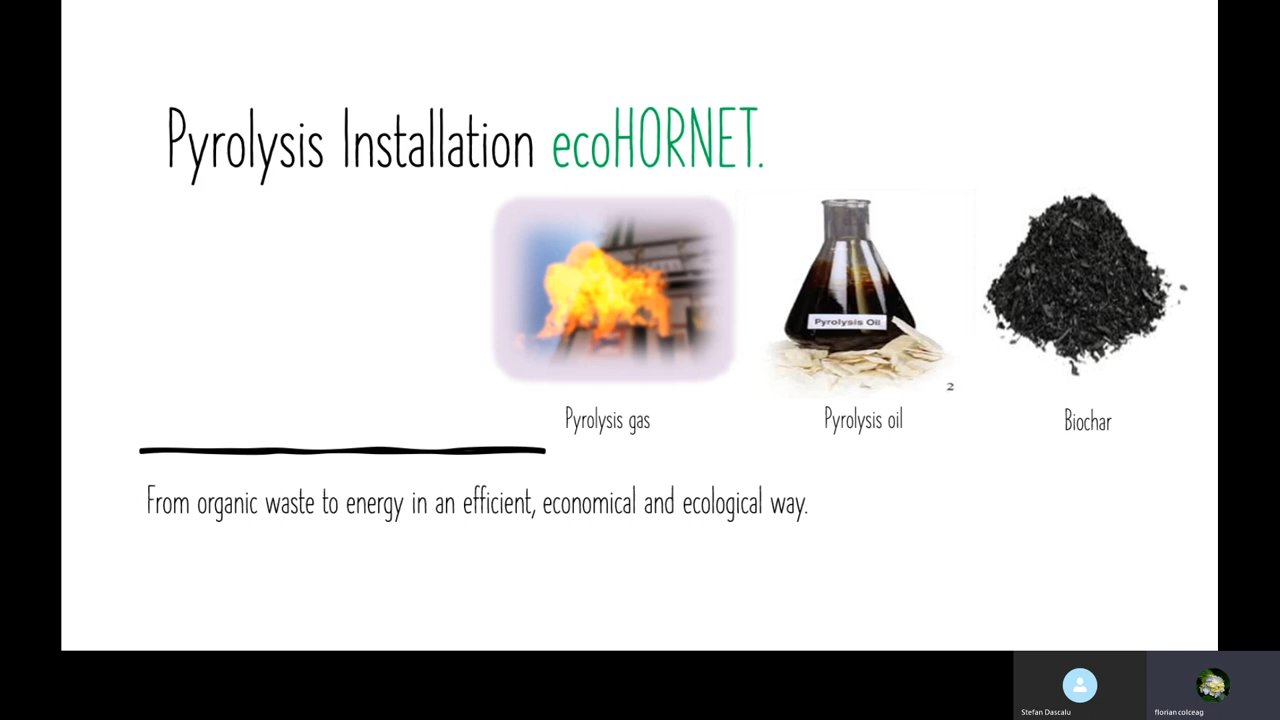 Pyrolysis Installation ecoHORNET.
Pyrolysis Oil
2
Pyrolysis gas
Pyrolysis oil
Biochar
From organic waste to energy in an efficient, economical and ecological way.
Stefan Dascalu
florian colceag